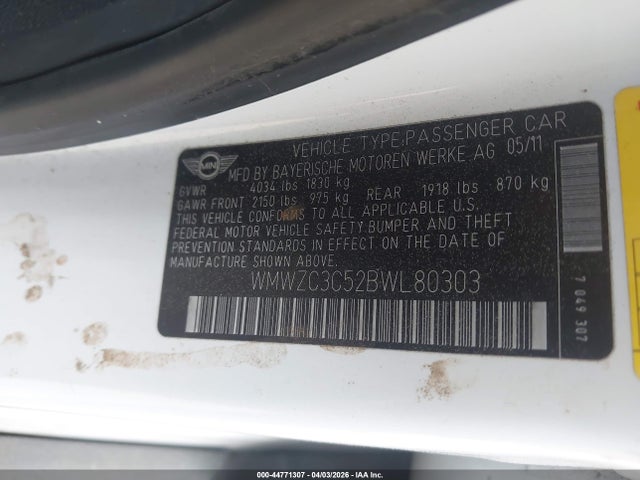 VEHICLE TYPE:PASSENGER CAR
MINI
MFD BY BAYERISCHE MOTOREN WERKE AG 05/11
GVWR 4034 lbs 1830 kg
GAWR FRONT 2150 lbs 975 kg REAR 1918 lbs 870 kg
THIS VEHICLE CONFORMS TO ALL APPLICABLE U.S.
FEDERAL MOTOR VEHICLE SAFETY BUMPER AND THEFT
PREVENTION STANDARDS IN EFFECT ON THE DATE OF
MANUFACTURE SHOWN ABOVE.
WMWZC3C52BWL80303
7 049 307
000-44771307 - 04/03/2026 - IAA Inc.